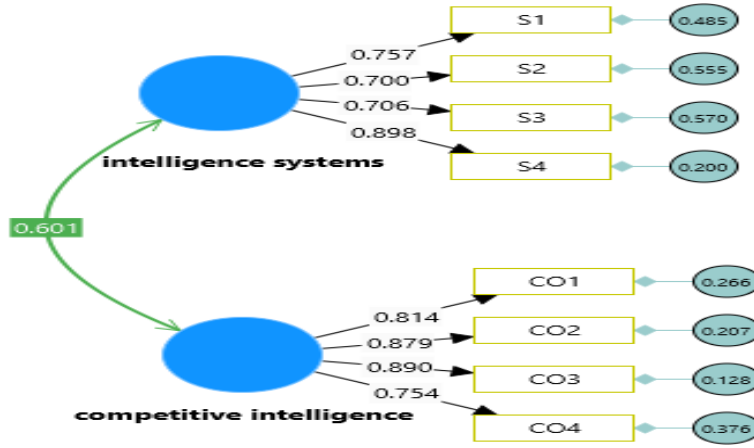 S1
0.485
0.757
0.700
S2
0.555
0.706
S3
0.570
0.898
intelligence systems
S4
0.200
0.601
CO1
0.266
0.814
CO2
0.207
0.879
0.890
CO3
0.128
0.754
competitive intelligence
CO4
0.376